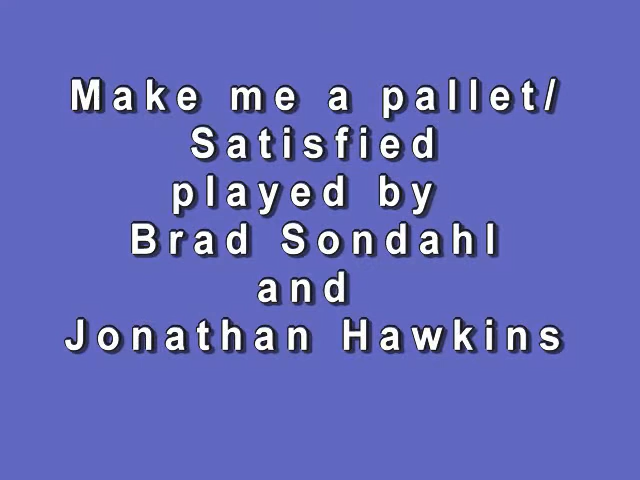 Make me a pallet/
Satisfied
played by
Brad Sondahl
and
Jonathan Hawkins